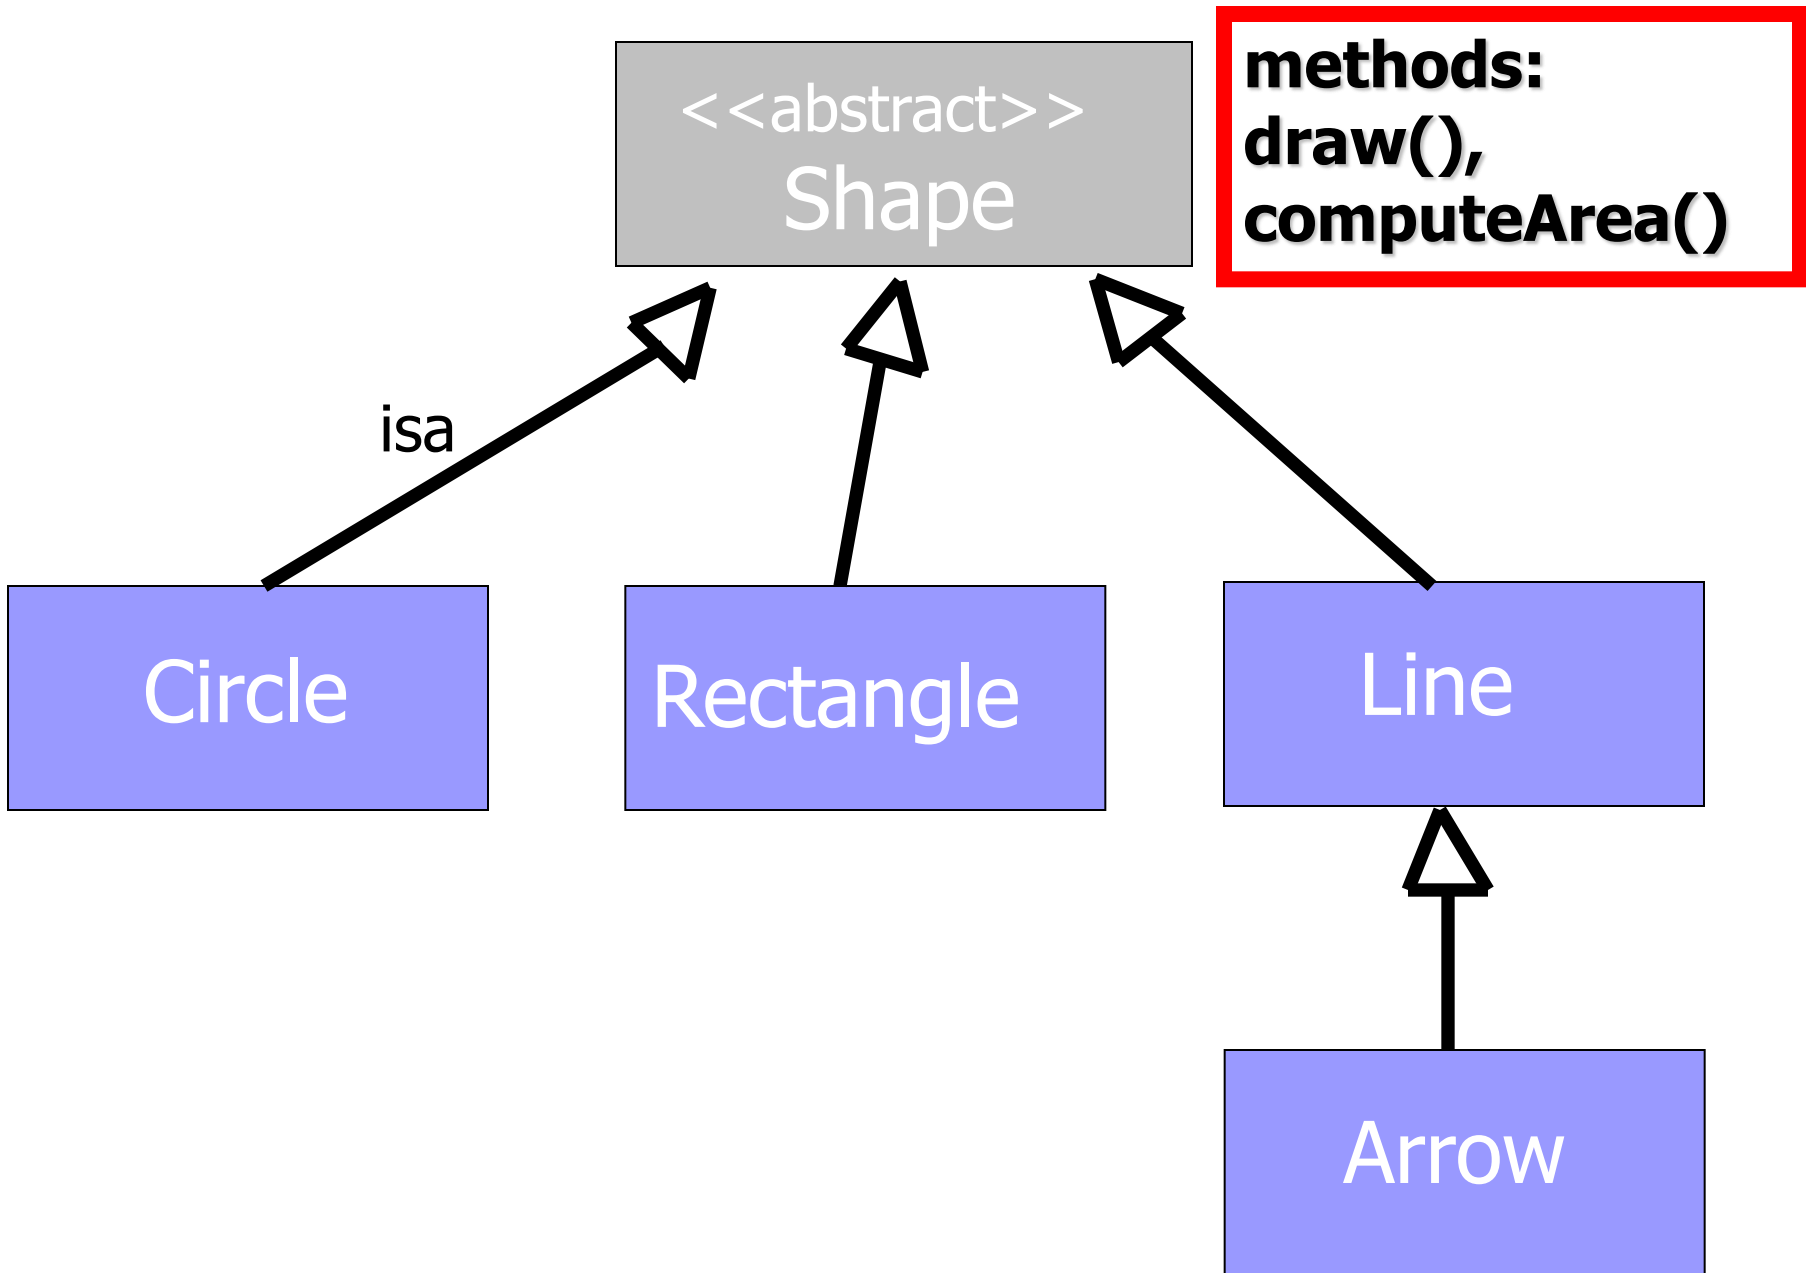 <<abstract>>
Shape
methods:
draw(),
computeArea()
isa
Circle
Rectangle
Line
Arrow